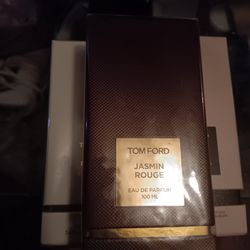 TOM FORD
JASMIN
ROUGE
EAU DE PARFUM
100 ML